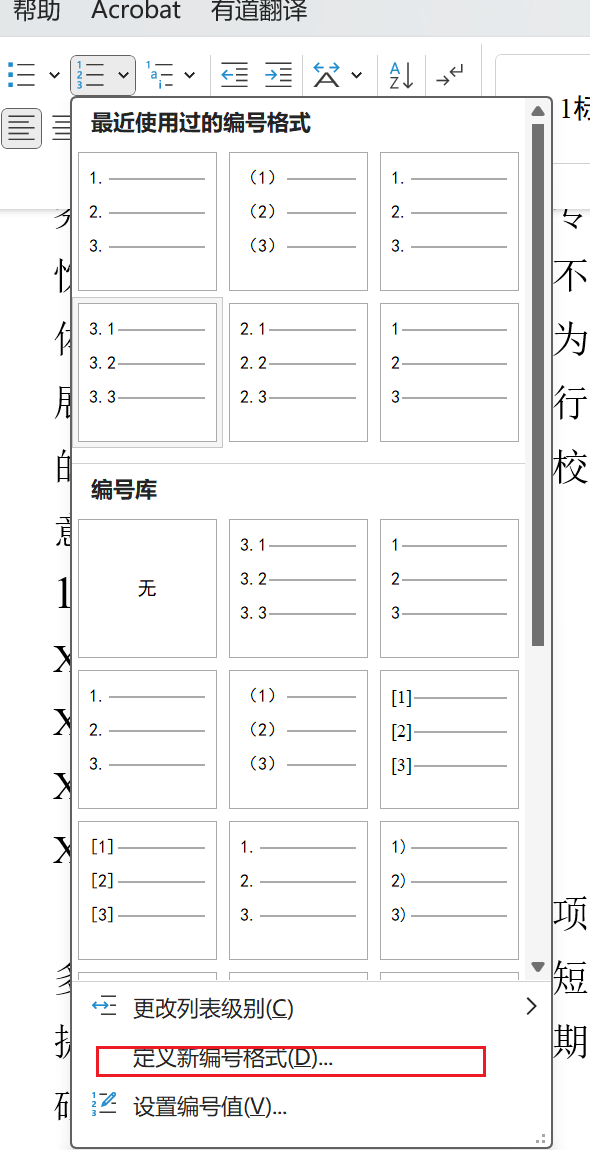 帮助 Acrobat 有道翻译
1标
最近使用过的编号格式
1. (1) 1.
2. (2) 2.
3. (3) 3.
3.1 2.1 1
3.2 2.2 2
3.3 2.3 3
编号库
无
3.1 1
3.2 2
3.3 3
1. (1) [1]
2. (2) [2]
3. (3) [3]
[1] 1. 1)
[2] 2. 2)
[3] 3. 3)
更改列表级别(C)
定义新编号格式(D)...
设置编号值(V)...
不
为
行
校
项
短
期